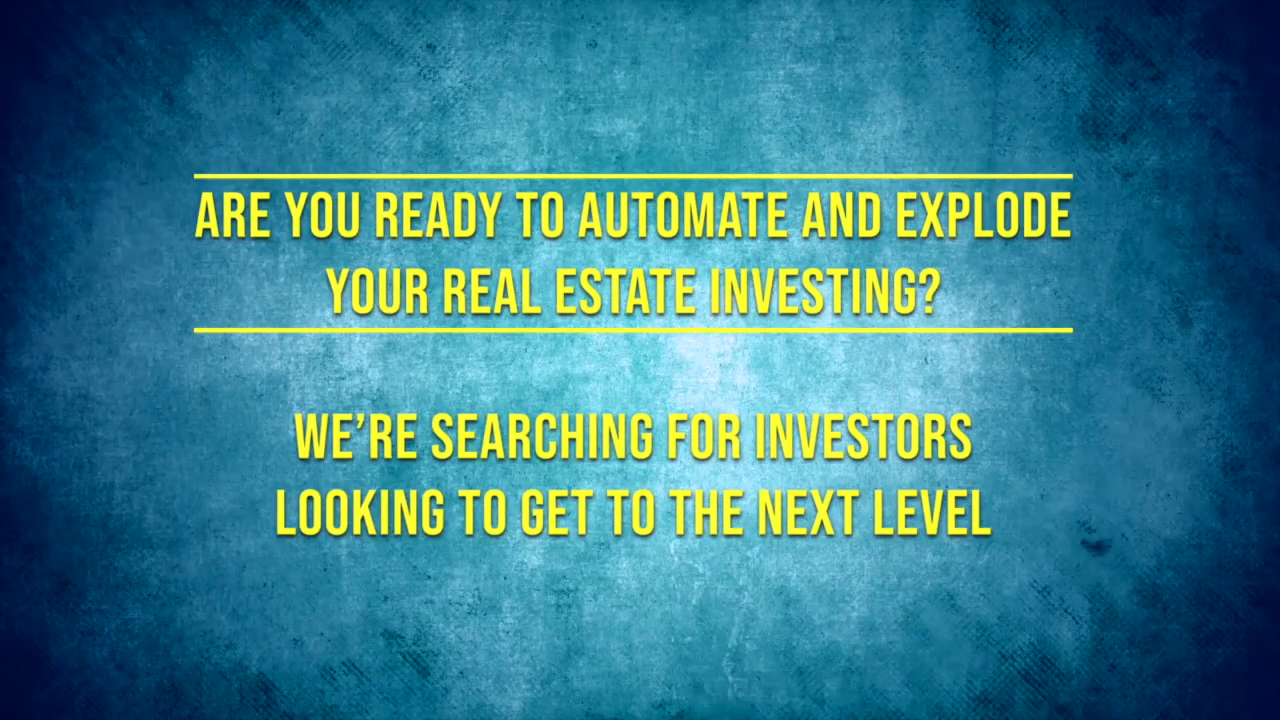 ARE YOU READY TO AUTOMATE AND EXPLODE
YOUR REAL ESTATE INVESTING?
WE’RE SEARCHING FOR INVESTORS
LOOKING TO GET TO THE NEXT LEVEL